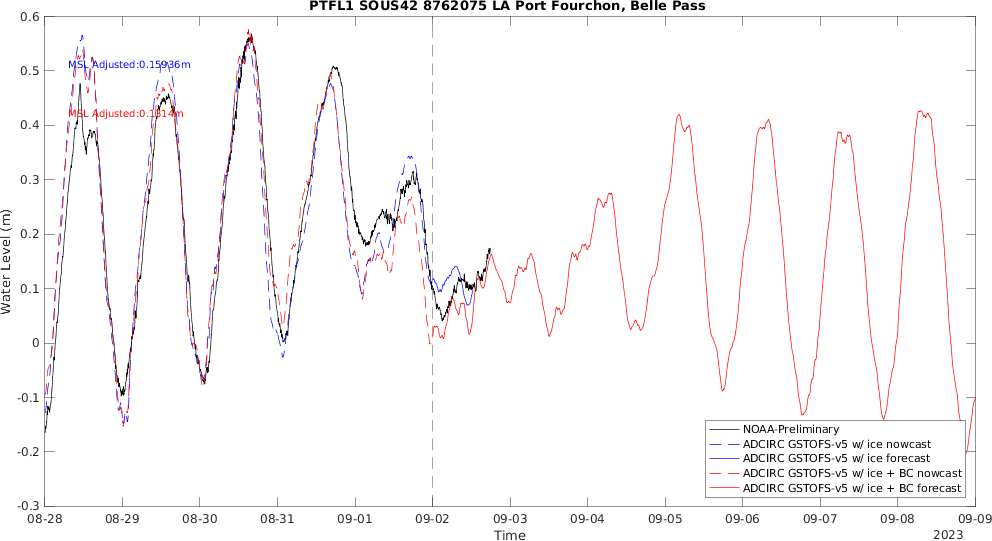 PTFL1 SOUS42 8762075 LA Port Fourchon, Belle Pass
0.6
0.5
0.4
0.3
0.2
0.1
0
-0.1
-0.2
-0.3
Water Level (m)
MSL Adjusted:0.15936m
MSL Adjusted:0.1314m
NOAA-Preliminary
ADCIRC GSTOFS-v5 w/ ice nowcast
ADCIRC GSTOFS-v5 w/ ice forecast
ADCIRC GSTOFS-v5 w/ ice + BC nowcast
ADCIRC GSTOFS-v5 w/ ice + BC forecast
08-28 08-29 08-30 08-31 09-01 09-02 09-03 09-04 09-05 09-06 09-07 09-08 09-09
Time
2023